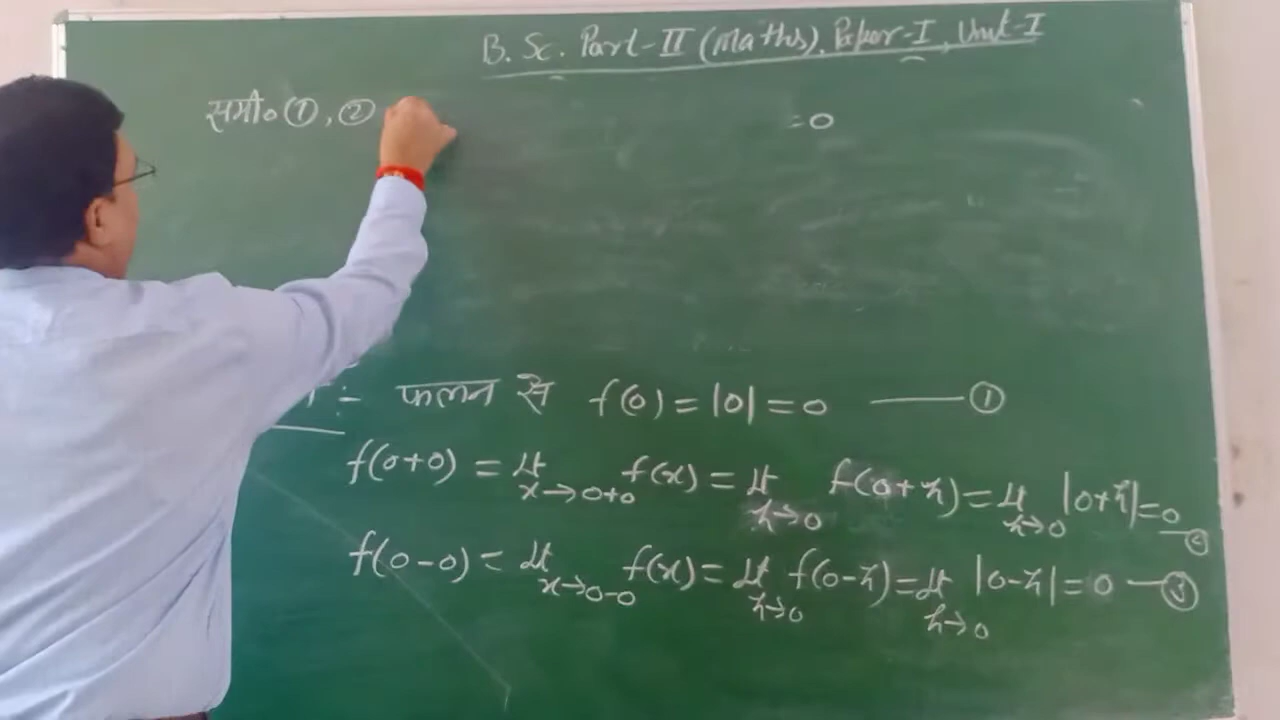 B. Sc. Part-II (Maths), Paper-I, Unit-I
समी० ①, ②
=0
:- फलन से f(0) = |0| = 0 —— ①
f(0+0) = lt x→0+0 f(x) = lt h→0 f(0+h) = lt h→0 |0+h| = 0 —②
f(0-0) = lt x→0-0 f(x) = lt h→0 f(0-h) = lt h→0 |0-h| = 0 —③